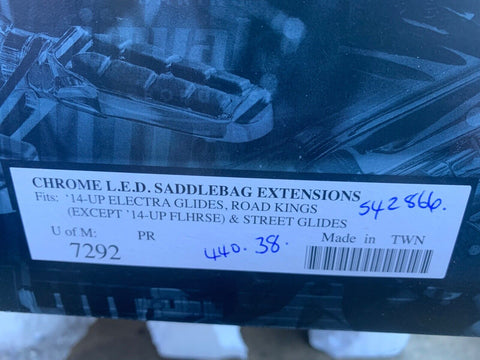 CHROME L.E.D. SADDLEBAG EXTENSIONS
Fits: '14-UP ELECTRA GLIDES, ROAD KINGS
(EXCEPT '14-UP FLHRSE) & STREET GLIDES
542866.
U of M: PR
7292
440.38.
Made in TWN